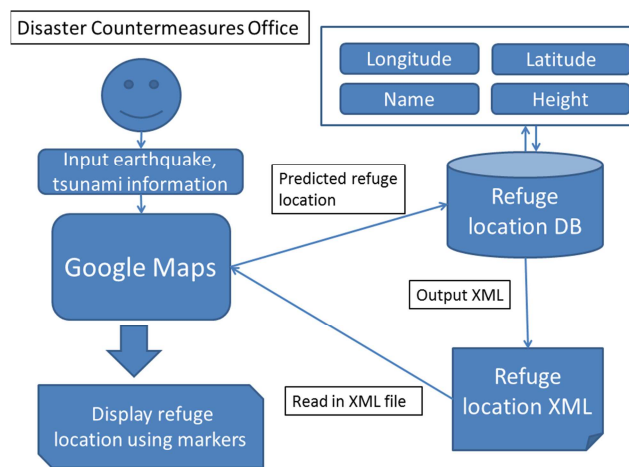 Disaster Countermeasures Office
Longitude
Latitude
Name
Height
Input earthquake,
tsunami information
Predicted refuge
location
Refuge
location DB
Google Maps
Output XML
Refuge
location XML
Read in XML file
Display refuge
location using markers